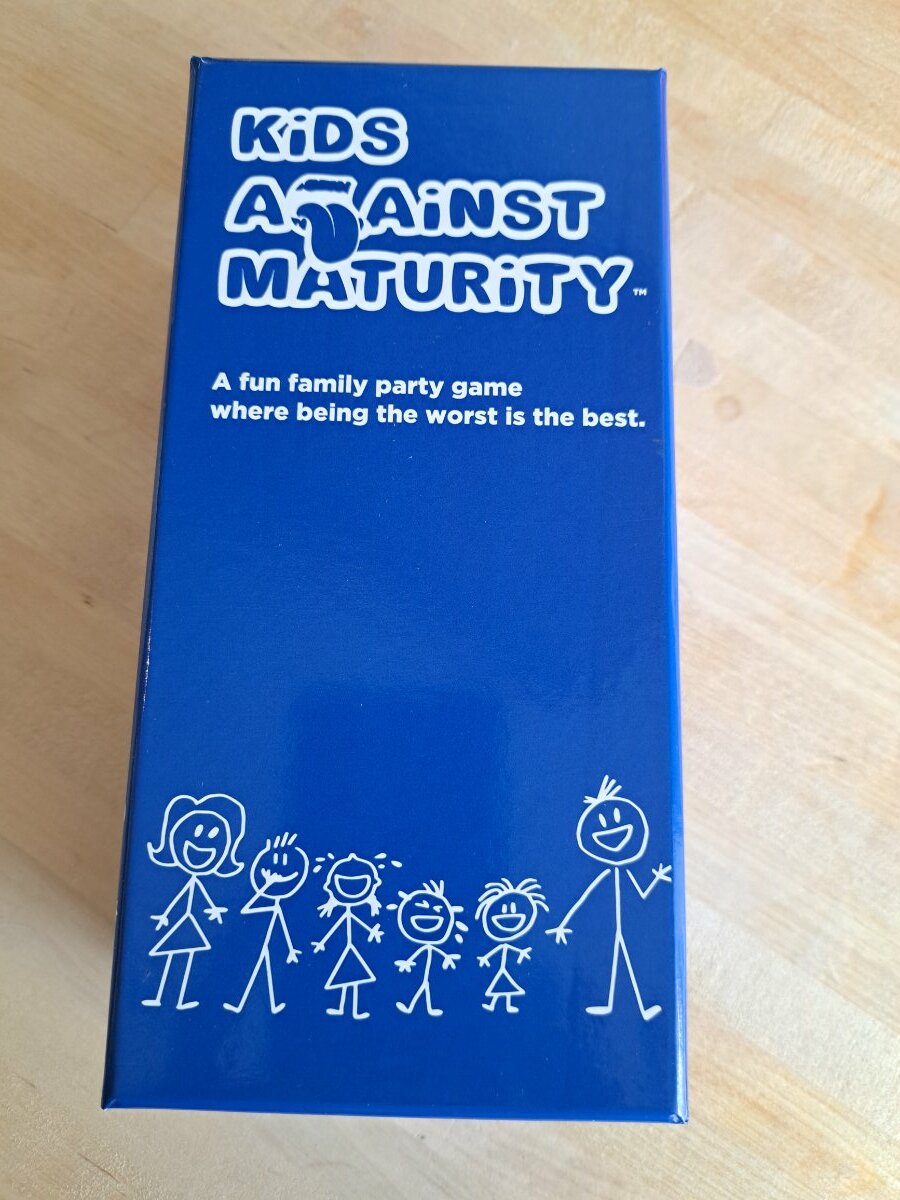 KiDS
AGAiNST
MATURiTY™
A fun family party game
where being the worst is the best.